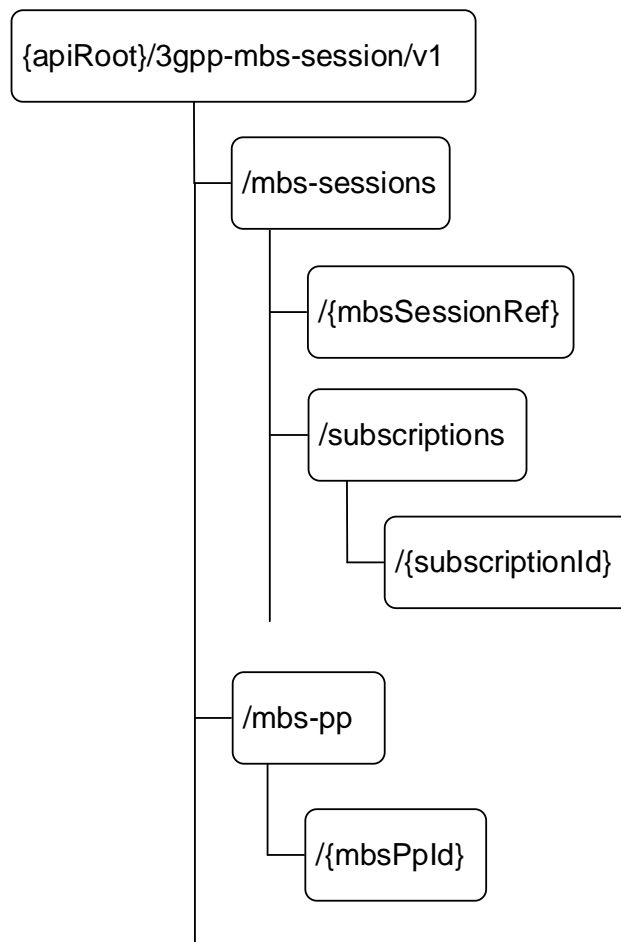 {apiRoot}/3gpp-mbs-session/v1
/mbs-sessions
/{mbsSessionRef}
/subscriptions
/{subscriptionId}
/mbs-pp
/{mbsPpId}